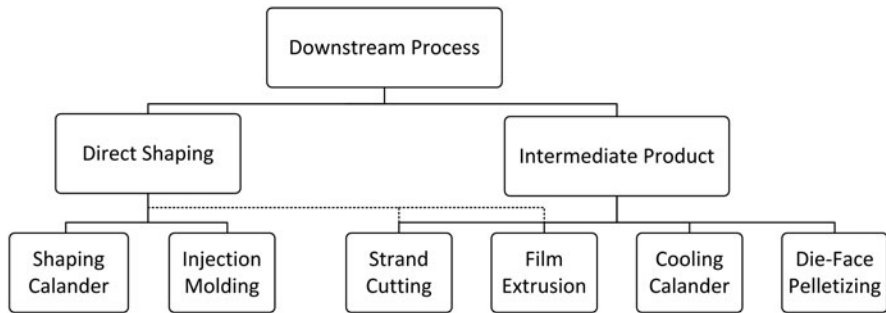 Downstream Process
Direct Shaping
Intermediate Product
Shaping
Calander
Injection
Molding
Strand
Cutting
Film
Extrusion
Cooling
Calander
Die-Face
Pelletizing